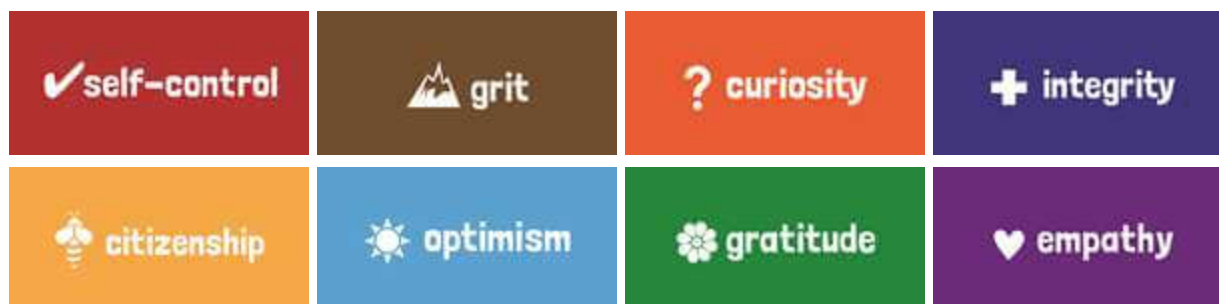 self-control
grit
? curiosity
integrity
citizenship
optimism
gratitude
empathy